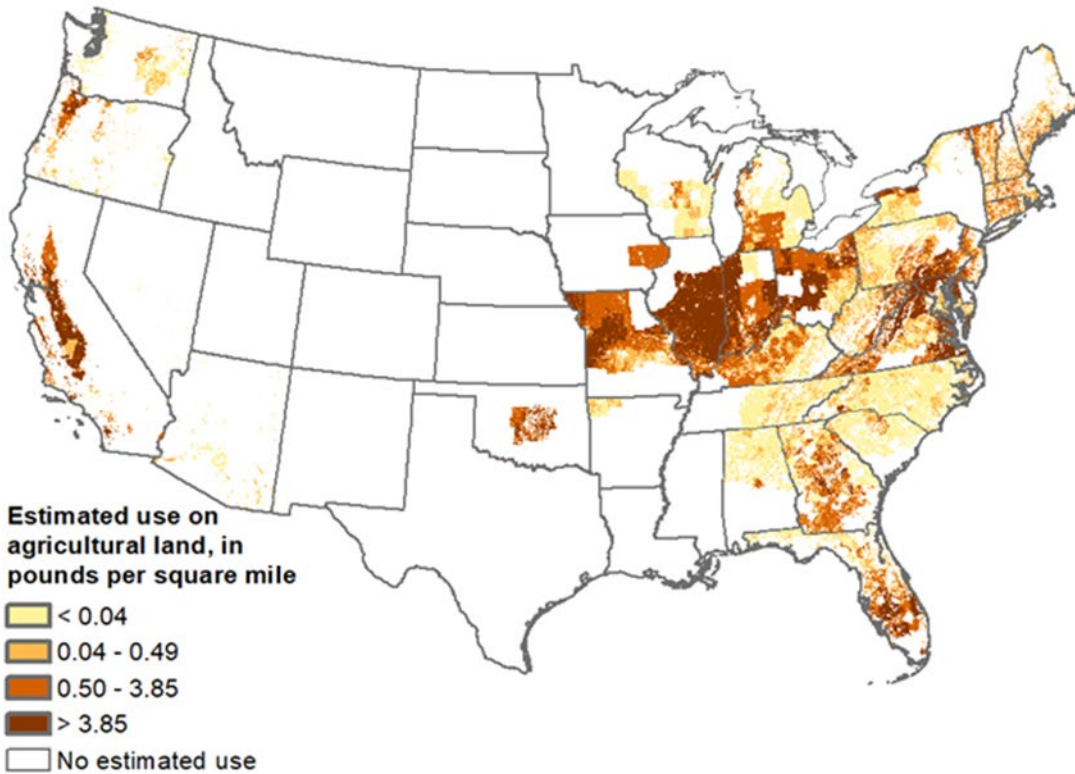 Estimated use on
agricultural land, in
pounds per square mile
< 0.04
0.04 - 0.49
0.50 - 3.85
> 3.85
No estimated use